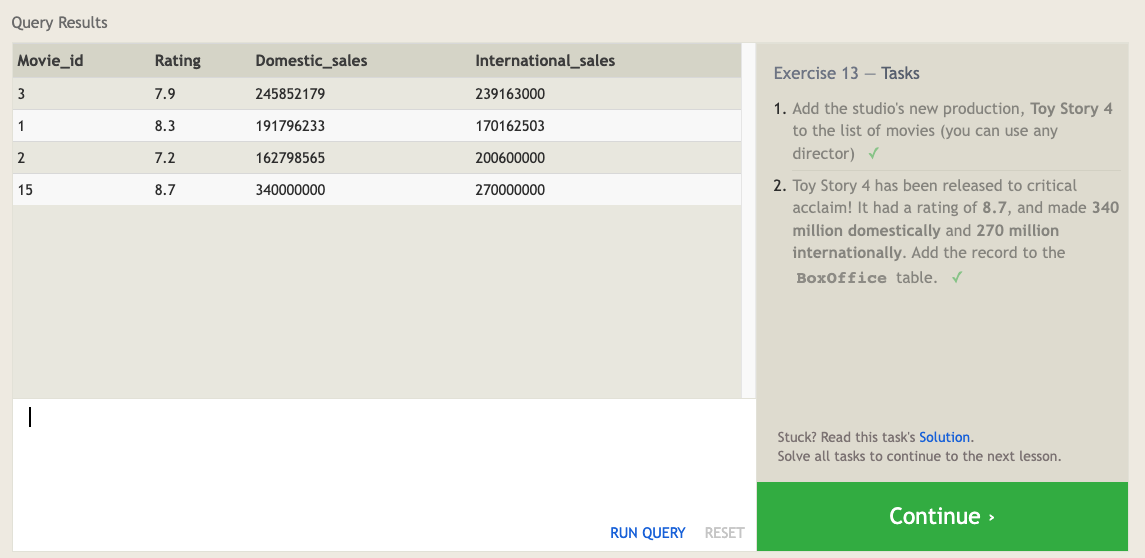 Query Results
Movie_id Rating Domestic_sales International_sales
3 7.9 245852179 239163000
1 8.3 191796233 170162503
2 7.2 162798565 200600000
15 8.7 340000000 270000000
RUN QUERY RESET
Exercise 13 — Tasks
1. Add the studio's new production, Toy Story 4
to the list of movies (you can use any
director) ✓
2. Toy Story 4 has been released to critical
acclaim! It had a rating of 8.7, and made 340
million domestically and 270 million
internationally. Add the record to the
BoxOffice table. ✓
Stuck? Read this task's Solution.
Solve all tasks to continue to the next lesson.
Continue ›